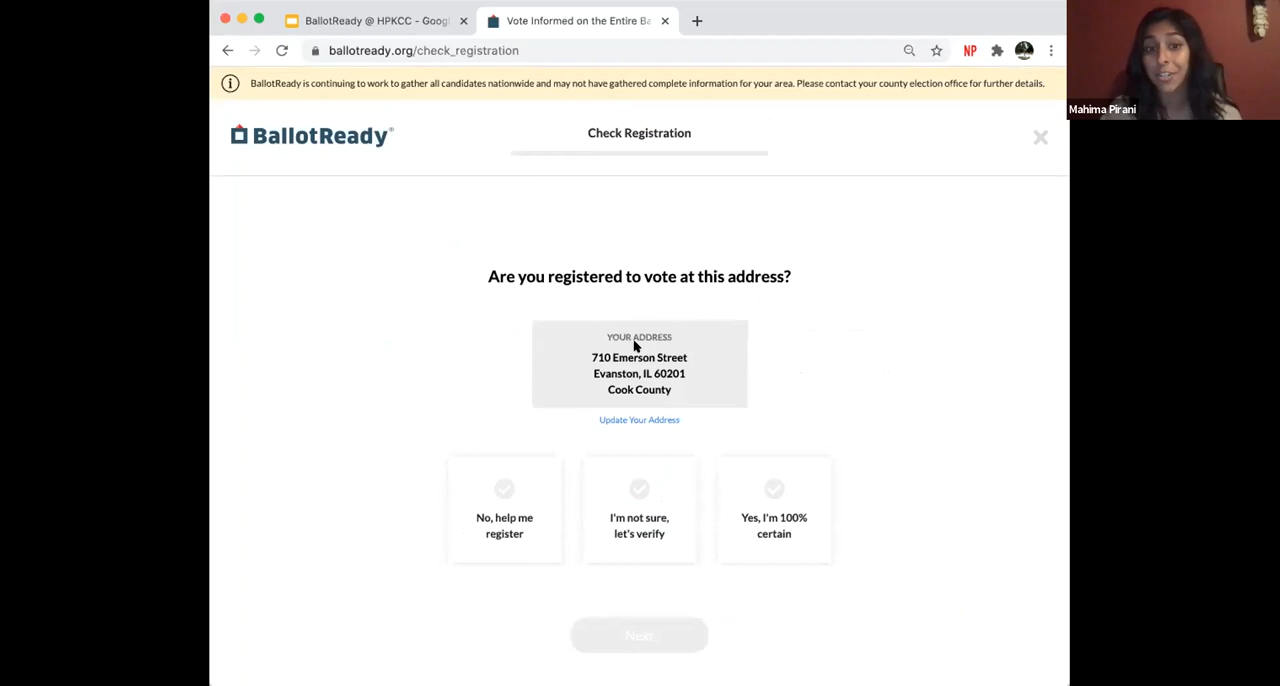 BallotReady @ HPKCC - Googl
Vote Informed on the Entire Ba
ballotready.org/check_registration
NP
BallotReady is continuing to work to gather all candidates nationwide and may not have gathered complete information for your area. Please contact your county election office for further details.
Mahima Pirani
BallotReady®
Check Registration
Are you registered to vote at this address?
YOUR ADDRESS
710 Emerson Street
Evanston, IL 60201
Cook County
Update Your Address
No, help me
register
I'm not sure,
let's verify
Yes, I'm 100%
certain
Next